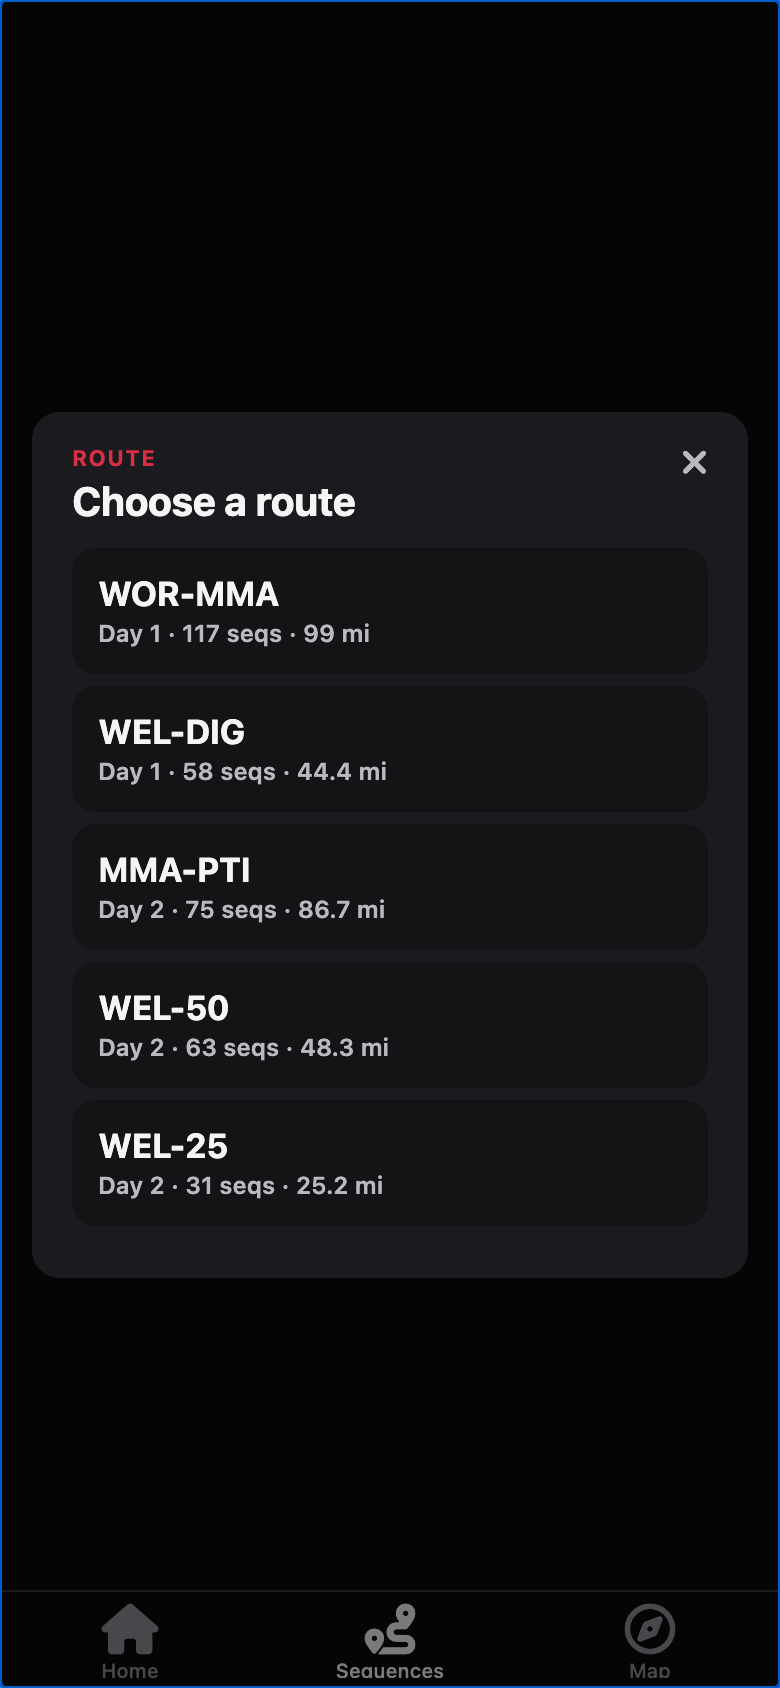 ROUTE
Choose a route
WOR-MMA
Day 1 · 117 seqs · 99 mi
WEL-DIG
Day 1 · 58 seqs · 44.4 mi
MMA-PTI
Day 2 · 75 seqs · 86.7 mi
WEL-50
Day 2 · 63 seqs · 48.3 mi
WEL-25
Day 2 · 31 seqs · 25.2 mi
Home Sequences Map